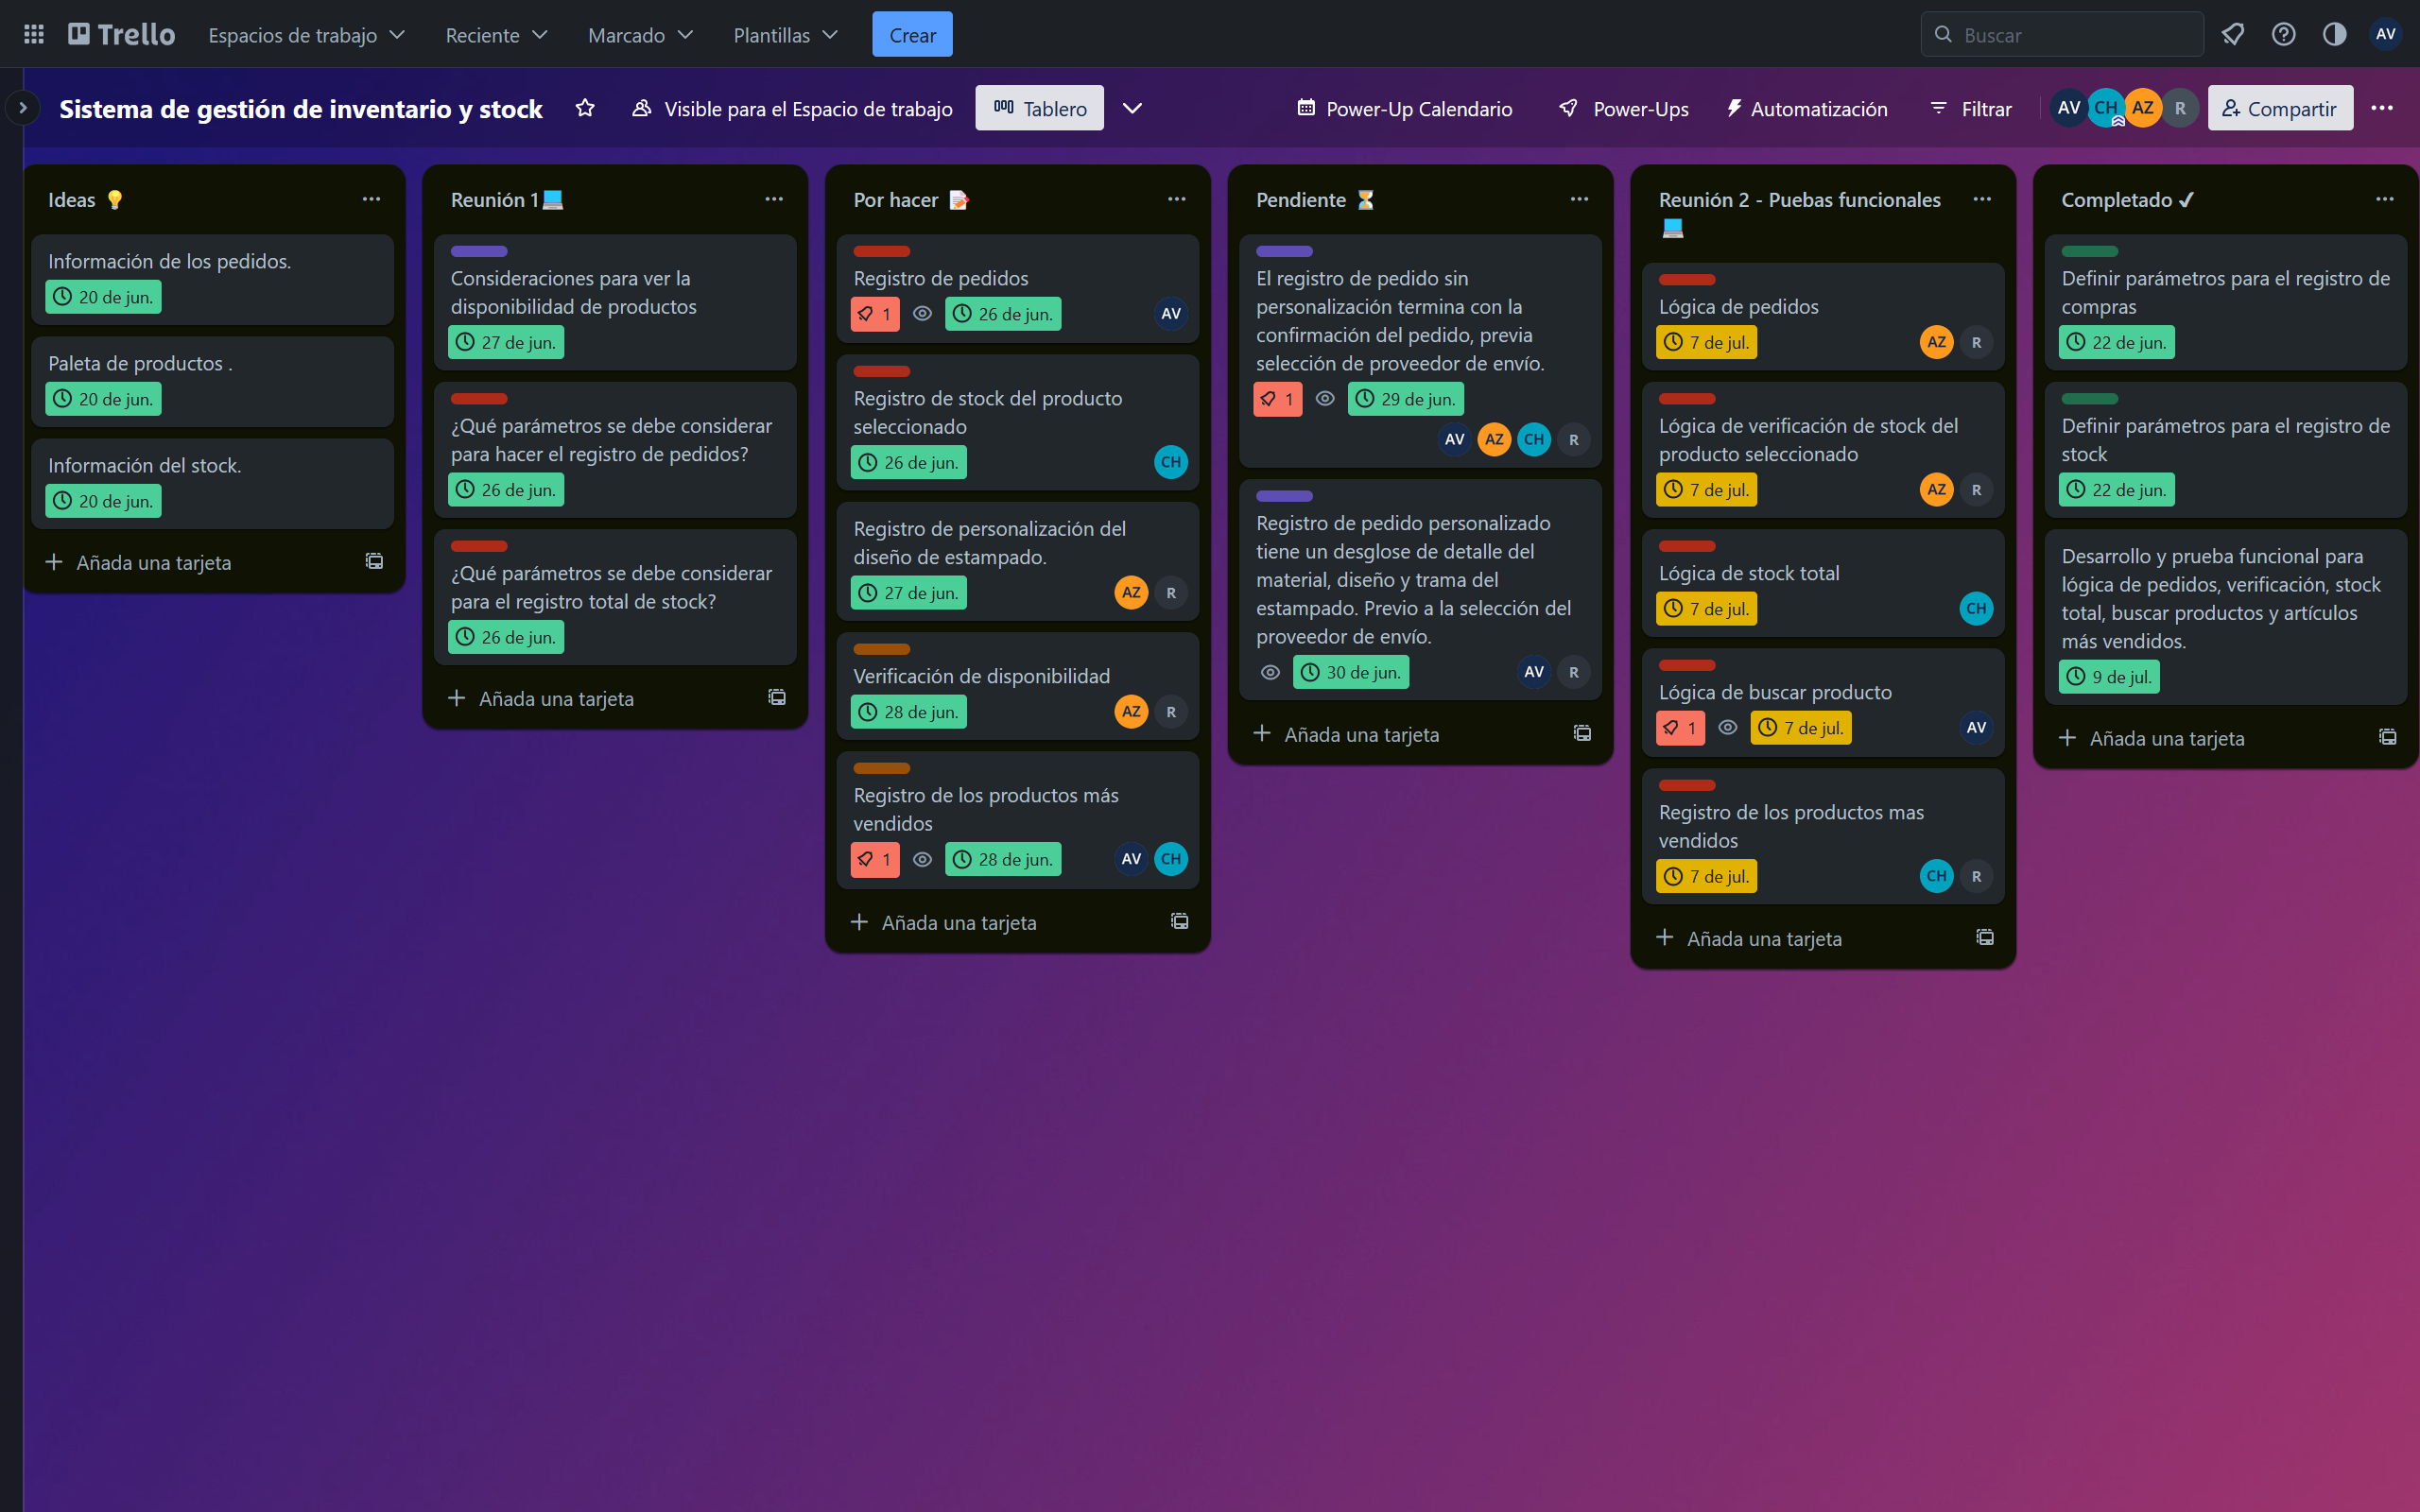 Trello
Espacios de trabajo
Reciente
Marcado
Plantillas
Crear
Buscar
AV
Sistema de gestión de inventario y stock
Visible para el Espacio de trabajo
Tablero
Power-Up Calendario
Power-Ups
Automatización
Filtrar
AV
CH
AZ
R
Compartir
Ideas 💡
Información de los pedidos.
20 de jun.
Paleta de productos .
20 de jun.
Información del stock.
20 de jun.
Añada una tarjeta
Reunión 1💻
Consideraciones para ver la
disponibilidad de productos
27 de jun.
¿Qué parámetros se debe considerar
para hacer el registro de pedidos?
26 de jun.
¿Qué parámetros se debe considerar
para el registro total de stock?
26 de jun.
Añada una tarjeta
Por hacer 📝
Registro de pedidos
1 26 de jun. AV
Registro de stock del producto
seleccionado
26 de jun. CH
Registro de personalización del
diseño de estampado.
27 de jun. AZ R
Verificación de disponibilidad
28 de jun. AZ R
Registro de los productos más
vendidos
1 28 de jun. AV CH
Añada una tarjeta
Pendiente ⏳
El registro de pedido sin
personalización termina con la
confirmación del pedido, previa
selección de proveedor de envío.
1 29 de jun.
AV AZ CH R
Registro de pedido personalizado
tiene un desglose de detalle del
material, diseño y trama del
estampado. Previo a la selección del
proveedor de envío.
30 de jun. AV R
Añada una tarjeta
Reunión 2 - Puebas funcionales
💻
Lógica de pedidos
7 de jul. AZ R
Lógica de verificación de stock del
producto seleccionado
7 de jul. AZ R
Lógica de stock total
7 de jul. CH
Lógica de buscar producto
1 7 de jul. AV
Registro de los productos mas
vendidos
7 de jul. CH R
Añada una tarjeta
Completado ✔
Definir parámetros para el registro de
compras
22 de jun.
Definir parámetros para el registro de
stock
22 de jun.
Desarrollo y prueba funcional para
lógica de pedidos, verificación, stock
total, buscar productos y artículos
más vendidos.
9 de jul.
Añada una tarjeta